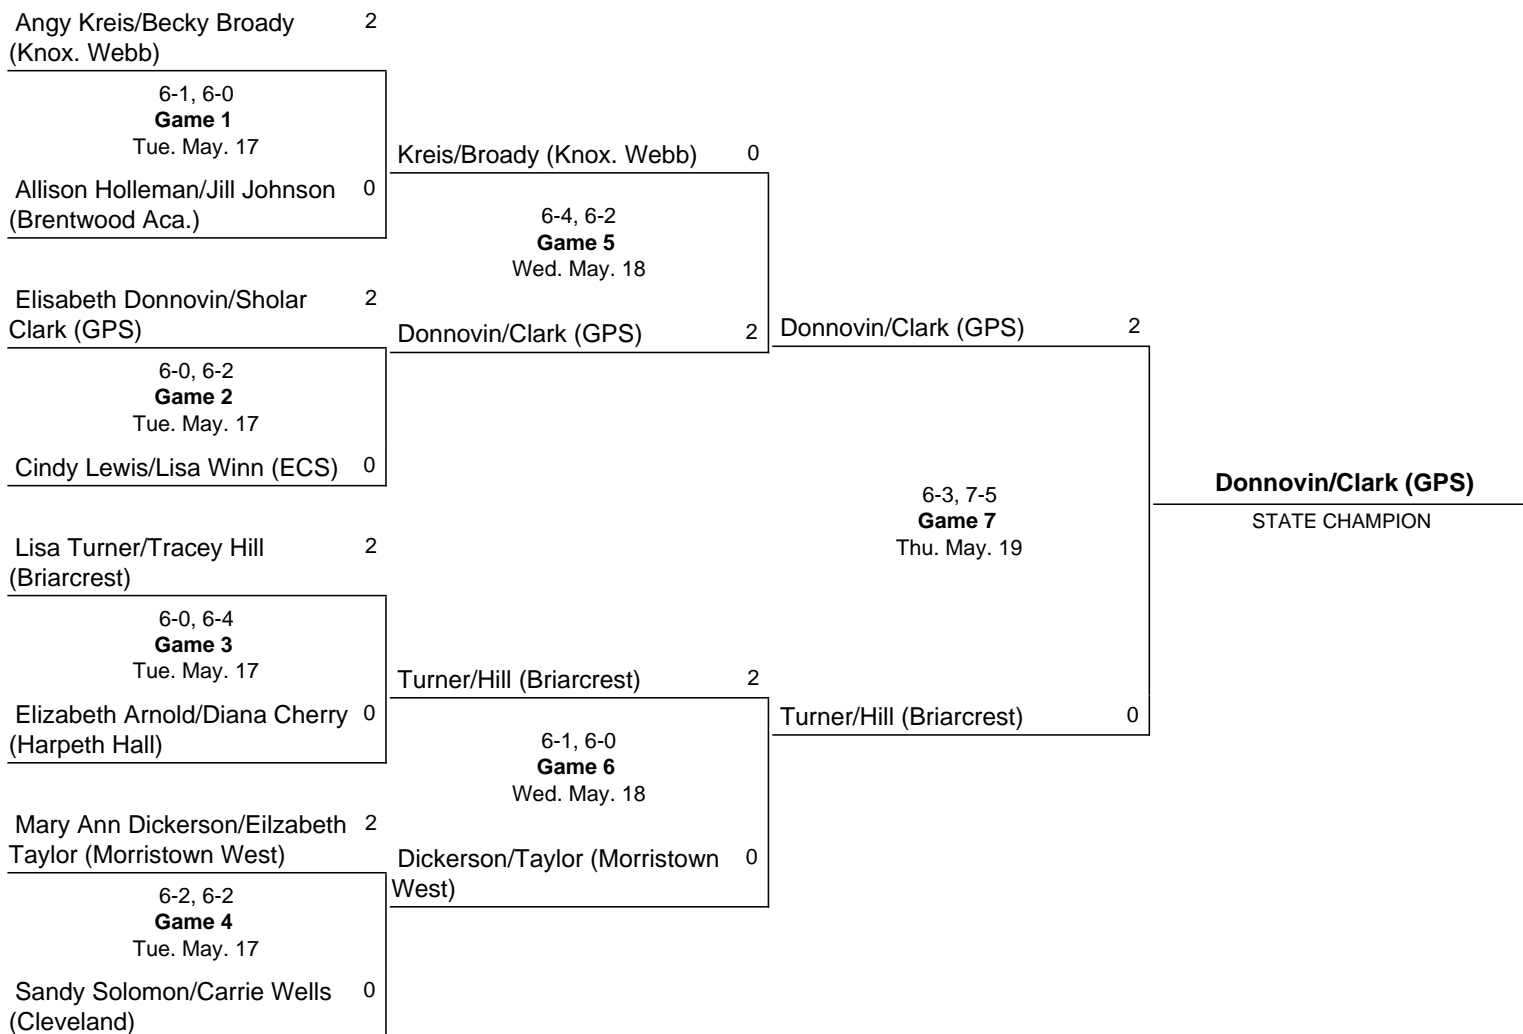 Angy Kreis/Becky Broady 2
(Knox. Webb)
6-1, 6-0
Game 1
Tue. May. 17
Allison Holleman/Jill Johnson 0
(Brentwood Aca.)
Elisabeth Donnovin/Sholar 2
Clark (GPS)
6-0, 6-2
Game 2
Tue. May. 17
Cindy Lewis/Lisa Winn (ECS) 0
Lisa Turner/Tracey Hill 2
(Briarcrest)
6-0, 6-4
Game 3
Tue. May. 17
Elizabeth Arnold/Diana Cherry 0
(Harpeth Hall)
Mary Ann Dickerson/Eilzabeth 2
Taylor (Morristown West)
6-2, 6-2
Game 4
Tue. May. 17
Sandy Solomon/Carrie Wells 0
(Cleveland)
Kreis/Broady (Knox. Webb) 0
6-4, 6-2
Game 5
Wed. May. 18
Donnovin/Clark (GPS) 2
Turner/Hill (Briarcrest) 2
6-1, 6-0
Game 6
Wed. May. 18
Dickerson/Taylor (Morristown 0
West)
Donnovin/Clark (GPS) 2
6-3, 7-5
Game 7
Thu. May. 19
Turner/Hill (Briarcrest) 0
Donnovin/Clark (GPS)
STATE CHAMPION